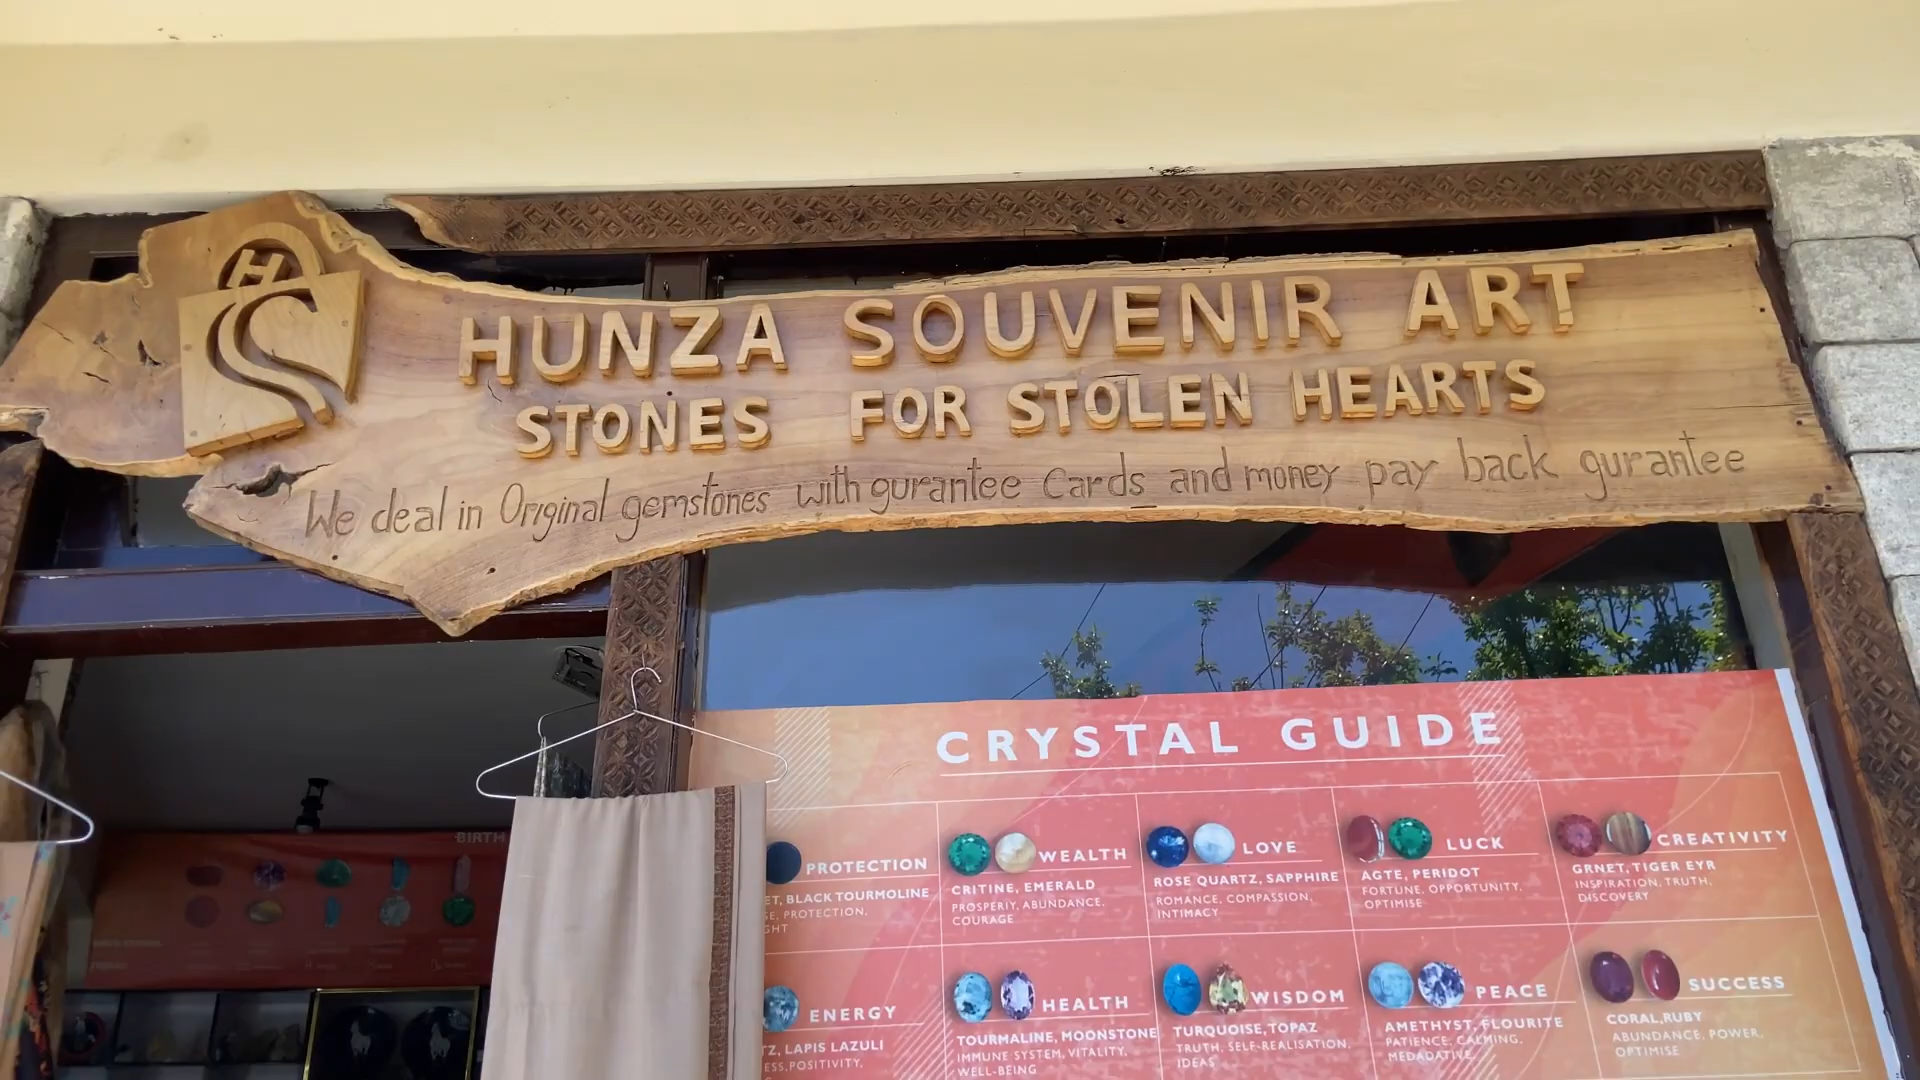 H
HUNZA SOUVENIR ART
STONES FOR STOLEN HEARTS
We deal in Original gemstones with gurantee Cards and money pay back gurantee
CRYSTAL GUIDE
BIRTH
PROTECTION
BLACK TOURMOLINE
PROTECTION,
WEALTH
CRITINE, EMERALD
PROSPERIY, ABUNDANCE,
COURAGE
LOVE
ROSE QUARTZ, SAPPHIRE
ROMANCE, COMPASSION,
INTIMACY
LUCK
AGTE, PERIDOT
FORTUNE, OPPORTUNITY,
OPTIMISE
CREATIVITY
GRNET, TIGER EYR
INSPIRATION, TRUTH,
DISCOVERY
ENERGY
LAPIS LAZULI
POSITIVITY,
HEALTH
TOURMALINE, MOONSTONE
IMMUNE SYSTEM, VITALITY,
WELL-BEING
WISDOM
TURQUOISE, TOPAZ
TRUTH, SELF-REALISATION,
IDEAS
PEACE
AMETHYST, FLOURITE
PATIENCE, CALMING,
MEDADATIVE
SUCCESS
CORAL,RUBY
ABUNDANCE, POWER,
OPTIMISE